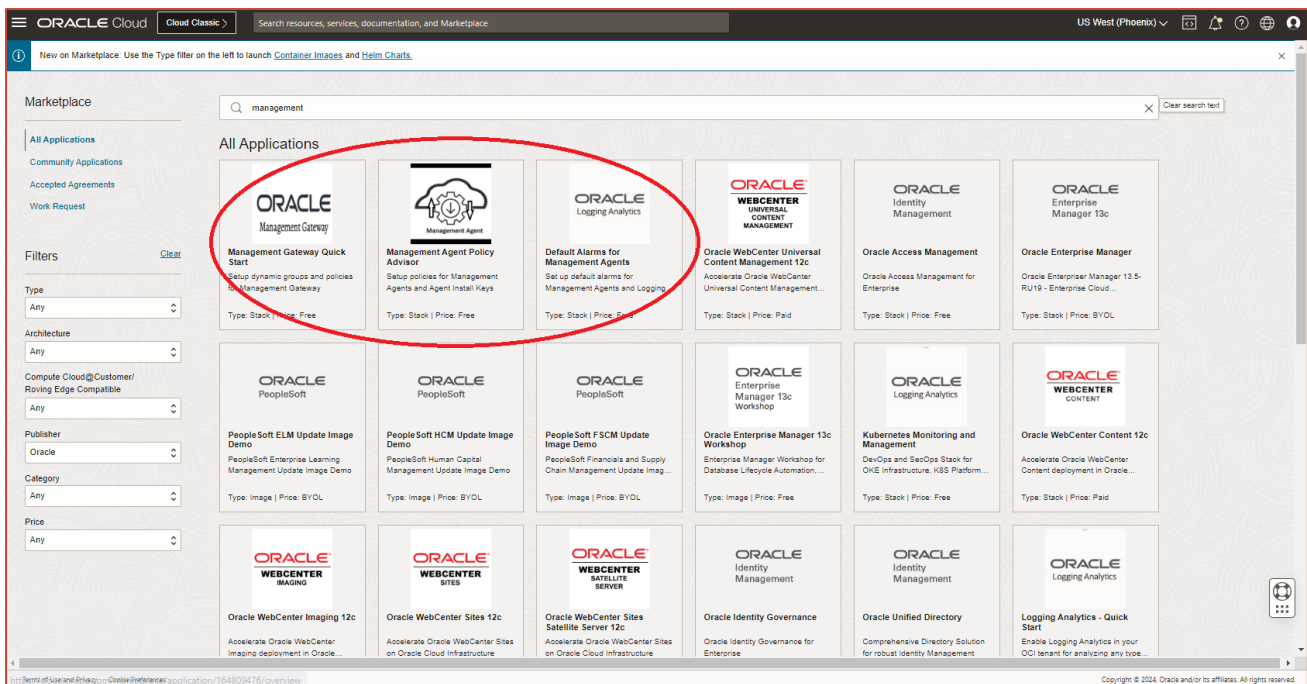 ORACLE Cloud
Cloud Classic >
Search resources, services, documentation, and Marketplace
US West (Phoenix)
New on Marketplace: Use the Type filter on the left to launch Container Images and Helm Charts.
Marketplace
All Applications
Community Applications
Accepted Agreements
Work Request
Filters
Clear
Type
Any
Architecture
Any
Compute Cloud@Customer/
Roving Edge Compatible
Any
Publisher
Oracle
Category
Any
Price
Any
management
Clear search text
All Applications
ORACLE
Management Gateway
Management Gateway Quick
Start
Setup dynamic groups and policies
for Management Gateway
Type: Stack | Price: Free
Management Agent
Management Agent Policy
Advisor
Setup policies for Management
Agents and Agent Install Keys
Type: Stack | Price: Free
ORACLE
Logging Analytics
Default Alarms for
Management Agents
Set up default alarms for
Management Agents and Logging...
Type: Stack | Price: Free
ORACLE
WEBCENTER
UNIVERSAL
CONTENT
MANAGEMENT
Oracle WebCenter Universal
Content Management 12c
Accelerate Oracle WebCenter
Universal Content Management...
Type: Stack | Price: Paid
ORACLE
Identity
Management
Oracle Access Management
Oracle Access Management for
Enterprise
Type: Stack | Price: Free
ORACLE
Enterprise
Manager 13c
Oracle Enterprise Manager
Oracle Enterpriser Manager 13.5-
RU19 - Enterprise Cloud...
Type: Stack | Price: BYOL
ORACLE
PeopleSoft
PeopleSoft ELM Update Image
Demo
PeopleSoft Enterprise Learning
Management Update Image Demo
Type: Image | Price: BYOL
ORACLE
PeopleSoft
PeopleSoft HCM Update Image
Demo
PeopleSoft Human Capital
Management Update Image Demo
Type: Image | Price: BYOL
ORACLE
PeopleSoft
PeopleSoft FSCM Update
Image Demo
PeopleSoft Financials and Supply
Chain Management Update Imag...
Type: Image | Price: BYOL
ORACLE
Enterprise
Manager 13c
Workshop
Oracle Enterprise Manager 13c
Workshop
Enterprise Manager Workshop for
Database Lifecycle Automation,...
Type: Image | Price: Free
ORACLE
Logging Analytics
Kubernetes Monitoring and
Management
DevOps and SecOps Stack for
OKE Infrastructure, K8S Platform...
Type: Stack | Price: Free
ORACLE
WEBCENTER
CONTENT
Oracle WebCenter Content 12c
Accelerate Oracle WebCenter
Content deployment in Oracle...
Type: Stack | Price: Paid
ORACLE
WEBCENTER
IMAGING
Oracle WebCenter Imaging 12c
Accelerate Oracle WebCenter
Imaging deployment in Oracle...
ORACLE
WEBCENTER
SITES
Oracle WebCenter Sites 12c
Accelerate Oracle WebCenter Sites
on Oracle Cloud Infrastructure
ORACLE
WEBCENTER
SATELLITE
SERVER
Oracle WebCenter Sites
Satellite Server 12c
Accelerate Oracle WebCenter Sites
on Oracle Cloud Infrastructure
ORACLE
Identity
Management
Oracle Identity Governance
Oracle Identity Governance for
Enterprise
ORACLE
Identity
Management
Oracle Unified Directory
Comprehensive Directory Solution
for robust Identity Management
ORACLE
Logging Analytics
Logging Analytics - Quick
Start
Enable Logging Analytics in your
OCI tenant for analyzing any type...
application/164809476/overview
Copyright © 2024, Oracle and/or its affiliates. All rights reserved.